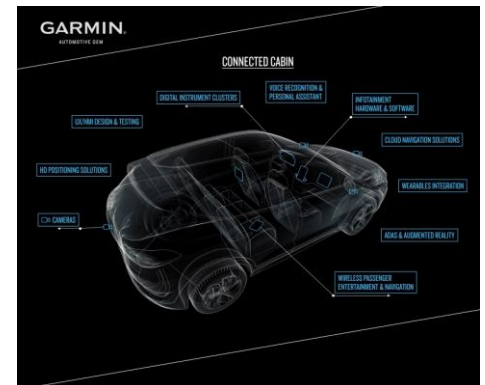 GARMIN.
AUTOMOTIVE OEM
CONNECTED CABIN
VOICE RECOGNITION &
PERSONAL ASSISTANT
DIGITAL INSTRUMENT CLUSTERS
INFOTAINMENT
HARDWARE & SOFTWARE
UX/HMI DESIGN & TESTING
CLOUD NAVIGATION SOLUTIONS
HD POSITIONING SOLUTIONS
WEARABLES INTEGRATION
CAMERAS
ADAS & AUGMENTED REALITY
WIRELESS PASSENGER
ENTERTAINMENT & NAVIGATION